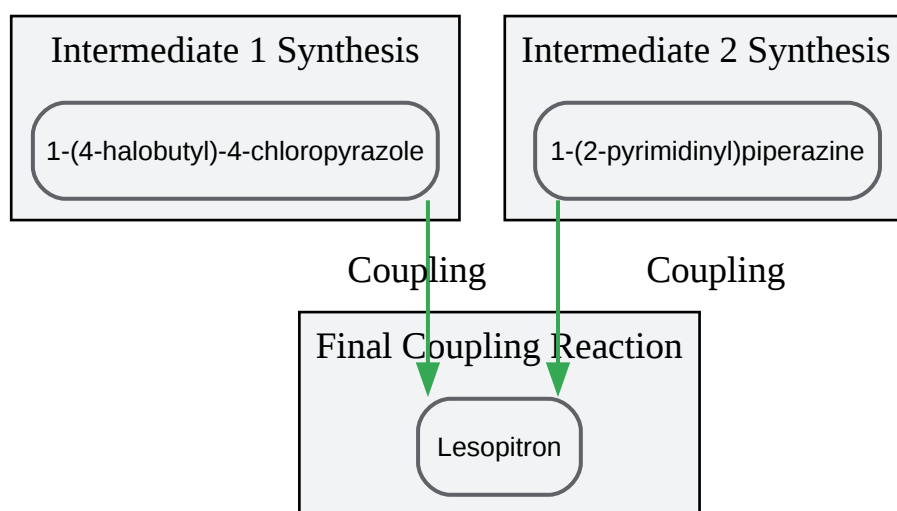 Intermediate 1 Synthesis
1-(4-halobutyl)-4-chloropyrazole
Intermediate 2 Synthesis
1-(2-pyrimidinyl)piperazine
Coupling
Coupling
Final Coupling Reaction
Lesopitron